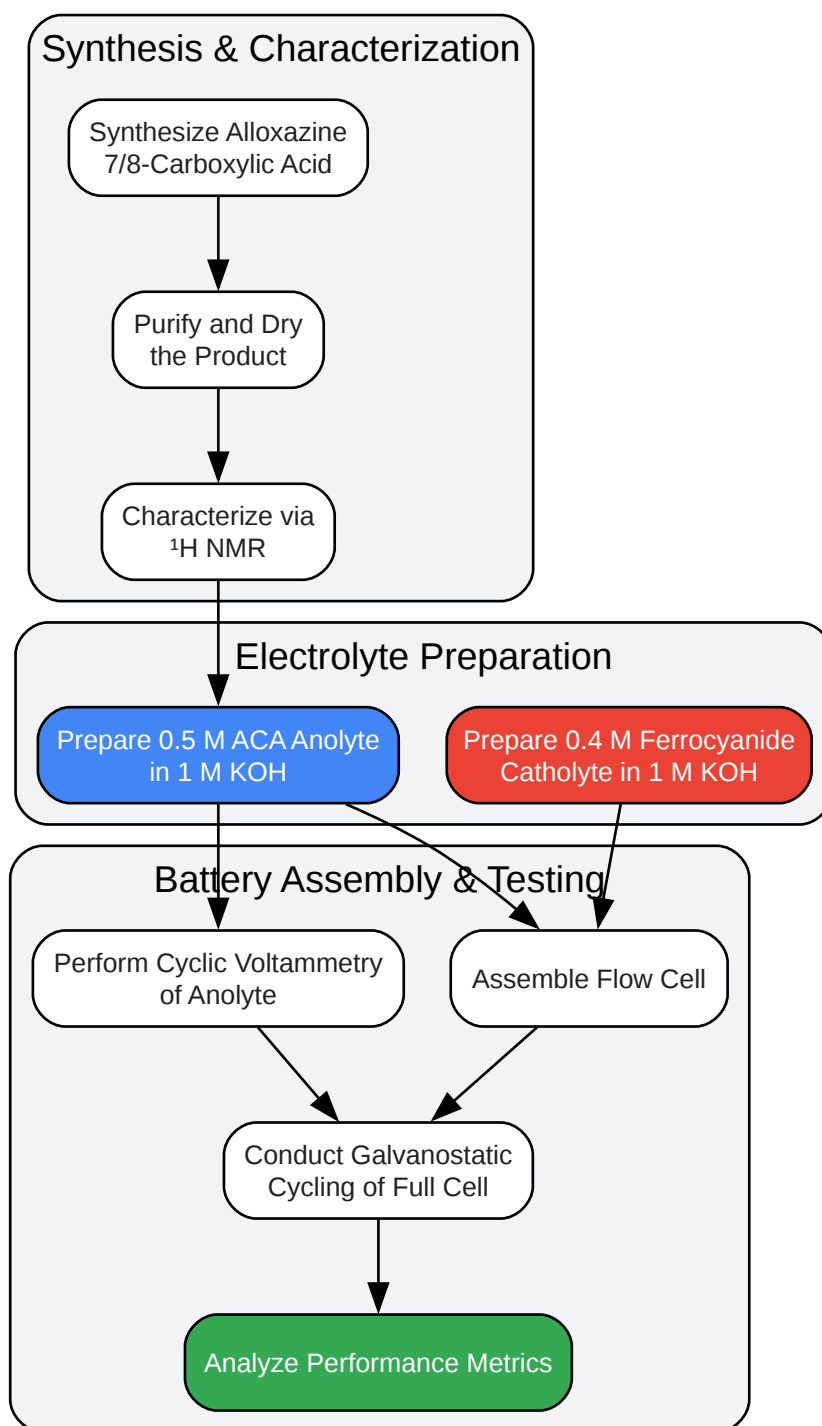 Synthesis & Characterization
Synthesize Alloxazine
7/8-Carboxylic Acid
Purify and Dry
the Product
Characterize via
¹H NMR
Electrolyte Preparation
Prepare 0.5 M ACA Anolyte
in 1 M KOH
Prepare 0.4 M Ferrocyanide
Catholyte in 1 M KOH
Battery Assembly & Testing
Perform Cyclic Voltammetry
of Anolyte
Assemble Flow Cell
Conduct Galvanostatic
Cycling of Full Cell
Analyze Performance Metrics